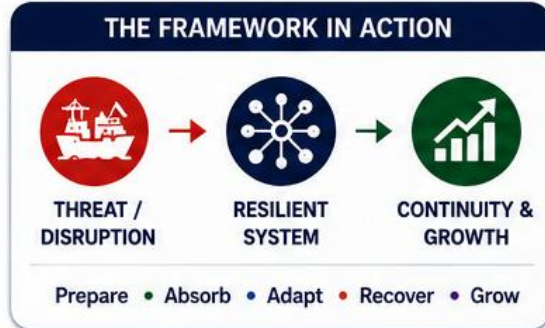 THE FRAMEWORK IN ACTION
THREAT /
DISRUPTION
RESILIENT
SYSTEM
CONTINUITY &
GROWTH
Prepare • Absorb • Adapt • Recover • Grow